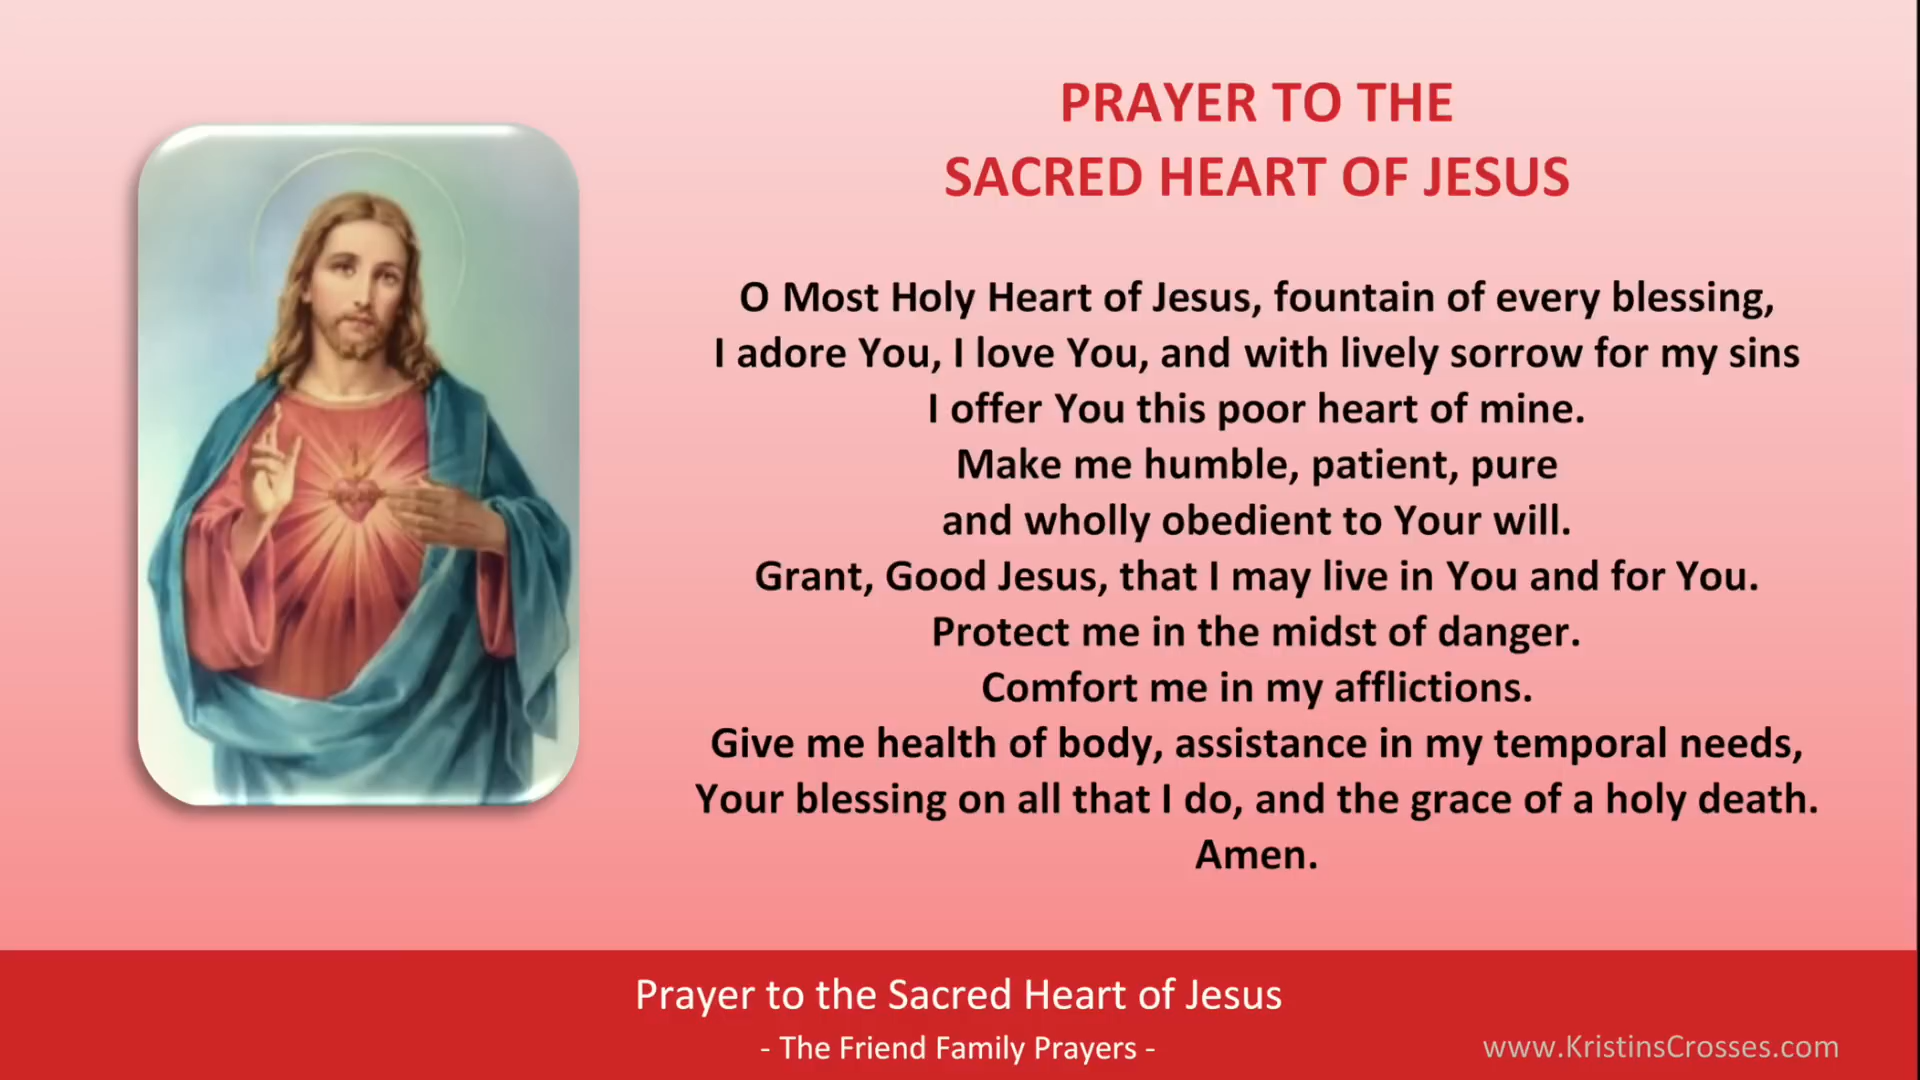 PRAYER TO THE
SACRED HEART OF JESUS
O Most Holy Heart of Jesus, fountain of every blessing,
I adore You, I love You, and with lively sorrow for my sins
I offer You this poor heart of mine.
Make me humble, patient, pure
and wholly obedient to Your will.
Grant, Good Jesus, that I may live in You and for You.
Protect me in the midst of danger.
Comfort me in my afflictions.
Give me health of body, assistance in my temporal needs,
Your blessing on all that I do, and the grace of a holy death.
Amen.
Prayer to the Sacred Heart of Jesus
- The Friend Family Prayers -
www.KristinsCrosses.com